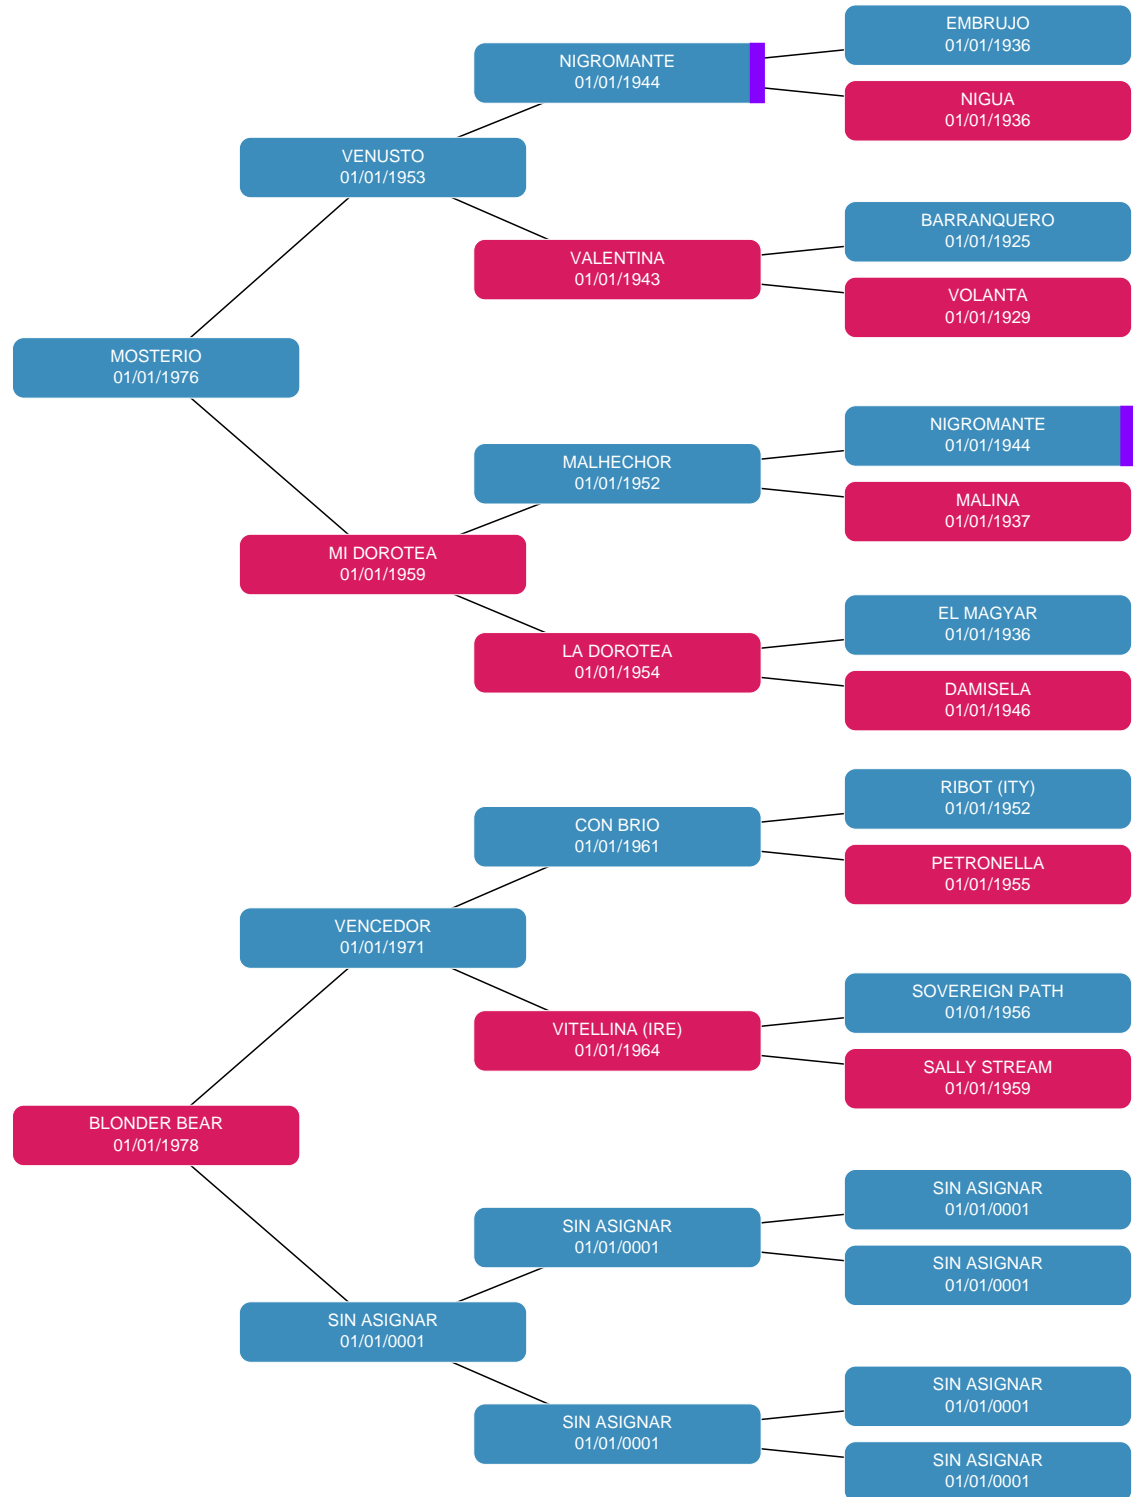 EMBRUJO
01/01/1936
NIGROMANTE
01/01/1944
NIGUA
01/01/1936
VENUSTO
01/01/1953
BARRANQUERO
01/01/1925
VALENTINA
01/01/1943
VOLANTA
01/01/1929
MOSTERIO
01/01/1976
NIGROMANTE
01/01/1944
MALHECHOR
01/01/1952
MALINA
01/01/1937
MI DOROTEA
01/01/1959
EL MAGYAR
01/01/1936
LA DOROTEA
01/01/1954
DAMISELA
01/01/1946
RIBOT (ITY)
01/01/1952
CON BRIO
01/01/1961
PETRONELLA
01/01/1955
VENCEDOR
01/01/1971
SOVEREIGN PATH
01/01/1956
VITELLINA (IRE)
01/01/1964
SALLY STREAM
01/01/1959
BLONDER BEAR
01/01/1978
SIN ASIGNAR
01/01/0001
SIN ASIGNAR
01/01/0001
SIN ASIGNAR
01/01/0001
SIN ASIGNAR
01/01/0001
SIN ASIGNAR
01/01/0001
SIN ASIGNAR
01/01/0001
SIN ASIGNAR
01/01/0001